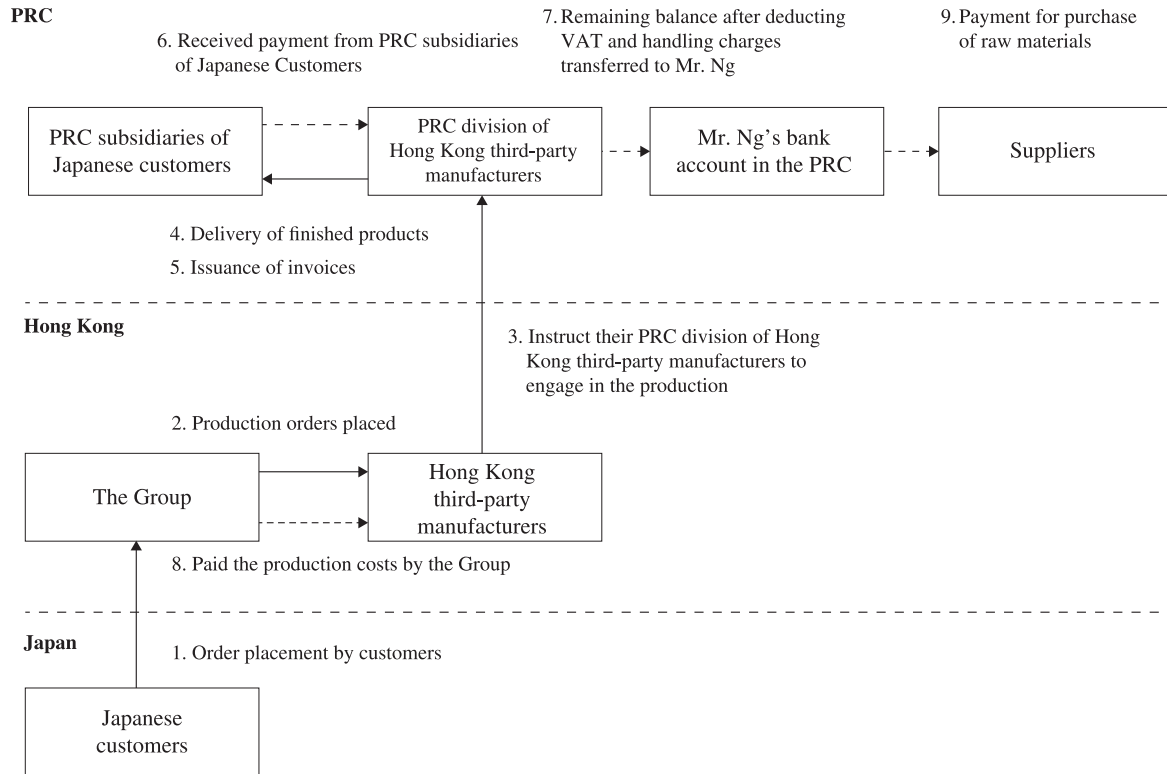 PRC
6. Received payment from PRC subsidiaries
of Japanese Customers
7. Remaining balance after deducting
VAT and handling charges
transferred to Mr. Ng
9. Payment for purchase
of raw materials
PRC subsidiaries of
Japanese customers
PRC division of
Hong Kong third-party
manufacturers
Mr. Ng’s bank
account in the PRC
Suppliers
4. Delivery of finished products
5. Issuance of invoices
Hong Kong
3. Instruct their PRC division of Hong
Kong third-party manufacturers to
engage in the production
2. Production orders placed
The Group
Hong Kong
third-party
manufacturers
8. Paid the production costs by the Group
Japan
1. Order placement by customers
Japanese
customers